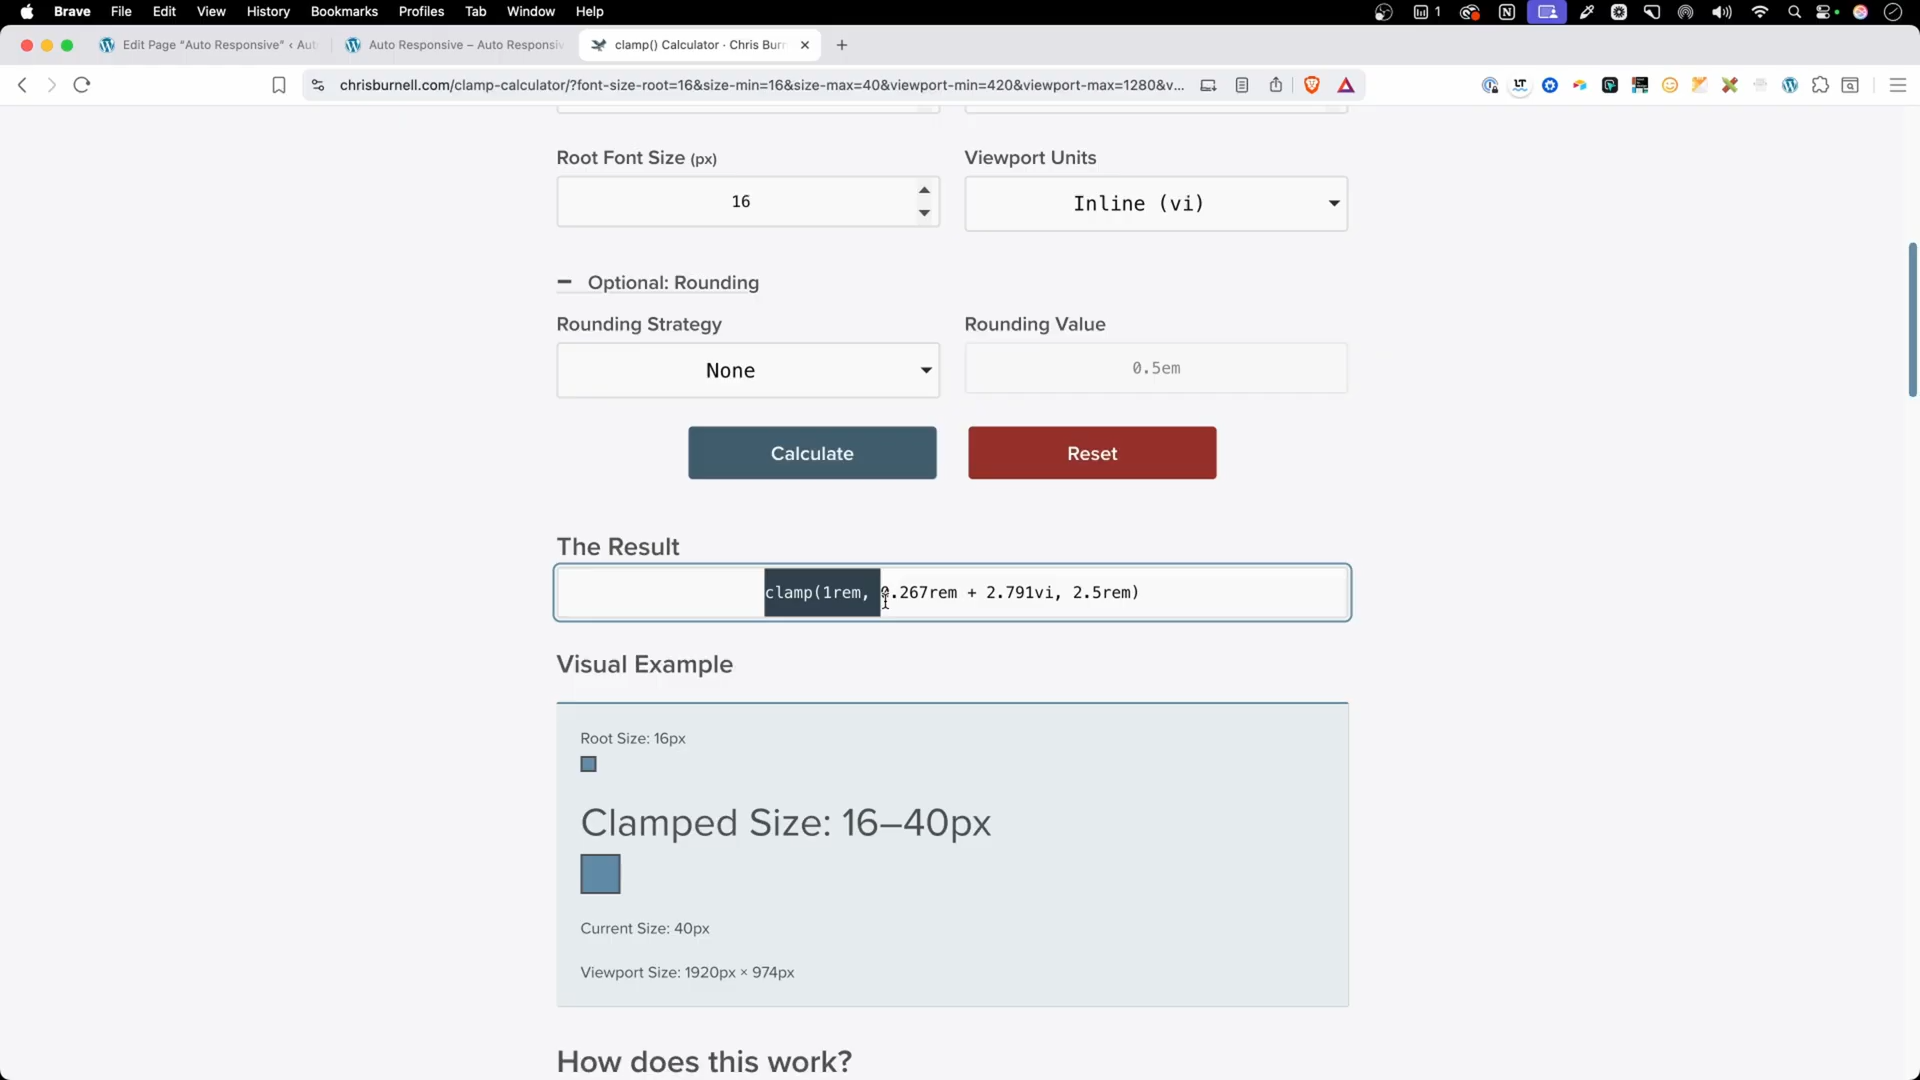 Brave File Edit View History Bookmarks Profiles Tab Window Help 1
Edit Page "Auto Responsive" ‹ Aut
Auto Responsive – Auto Responsiv
clamp() Calculator · Chris Burn
chrisburnell.com/clamp-calculator/?font-size-root=16&size-min=16&size-max=40&viewport-min=420&viewport-max=1280&v...
Root Font Size (px)
Viewport Units
16
Inline (vi)
Optional: Rounding
Rounding Strategy
Rounding Value
None
0.5em
Calculate
Reset
The Result
clamp(1rem, 0.267rem + 2.791vi, 2.5rem)
Visual Example
Root Size: 16px
Clamped Size: 16–40px
Current Size: 40px
Viewport Size: 1920px × 974px
How does this work?